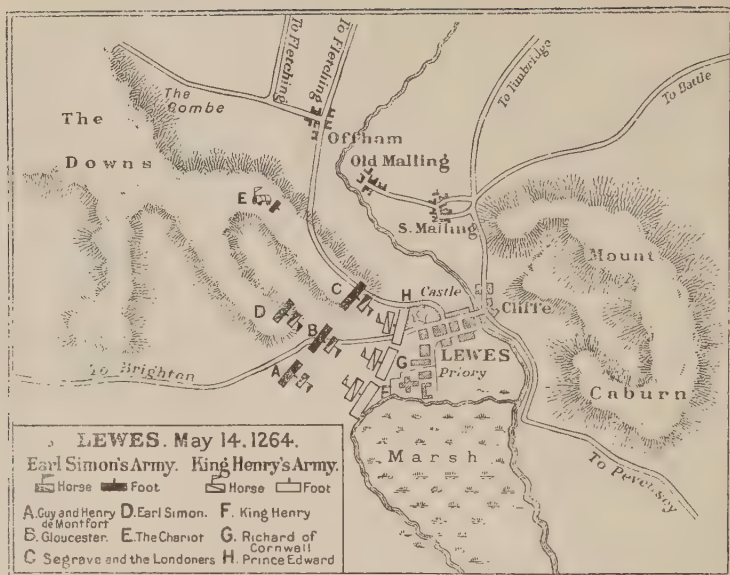 To Fletching
To Fletching
To Tunbridge
To Battle
The
Combe
The
Downs
Offham
Old Malling
S. Malling
E
Mount
Caburn
C
H
Castle
Cliffe
D
B
LEWES
Priory
G
A
F
To Brighton
Marsh
To Pevensey
LEWES. May 14. 1264.
Earl Simon's Army. King Henry's Army.
Horse Foot Horse Foot
A. Guy and Henry de Montfort D. Earl Simon. F. King Henry
B. Gloucester. E. The Chariot G. Richard of Cornwall
C Segrave and the Londoners H. Prince Edward